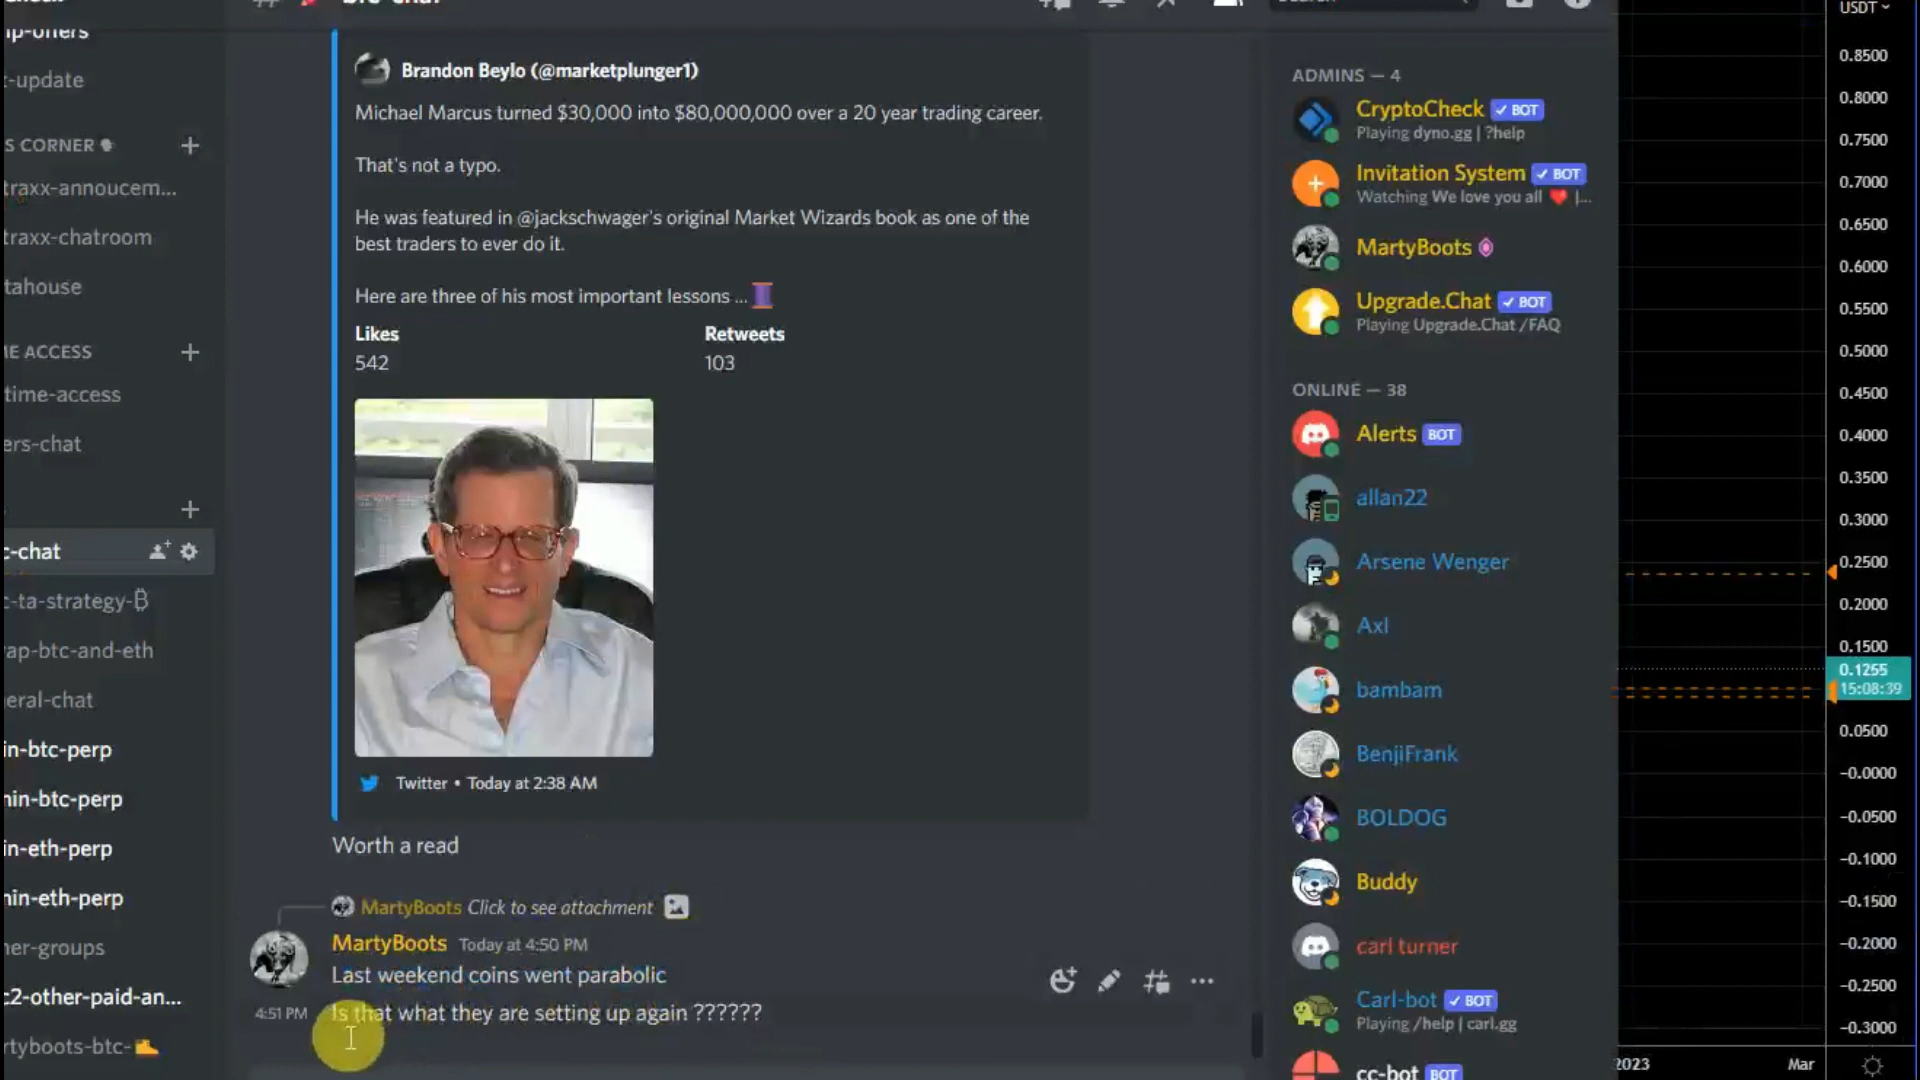 btc-chat
-update
S CORNER
traxx-annoucem...
traxx-chatroom
tahouse
E ACCESS
time-access
ers-chat
c-chat
c-ta-strategy-₿
ap-btc-and-eth
eral-chat
in-btc-perp
nin-btc-perp
in-eth-perp
nin-eth-perp
er-groups
c2-other-paid-an...
rtyboots-btc-
Brandon Beylo (@marketplunger1)
Michael Marcus turned $30,000 into $80,000,000 over a 20 year trading career.
That's not a typo.
He was featured in @jackschwager's original Market Wizards book as one of the
best traders to ever do it.
Here are three of his most important lessons ...
Likes
Retweets
542
103
Twitter • Today at 2:38 AM
Worth a read
MartyBoots Click to see attachment
MartyBoots Today at 4:50 PM
Last weekend coins went parabolic
4:51 PM Is that what they are setting up again ??????
ADMINS — 4
CryptoCheck ✓ BOT
Playing dyno.gg | ?help
Invitation System ✓ BOT
Watching We love you all ❤️ |...
MartyBoots
Upgrade.Chat ✓ BOT
Playing Upgrade.Chat /FAQ
ONLINE — 38
Alerts BOT
allan22
Arsene Wenger
Axl
bambam
BenjiFrank
BOLDOG
Buddy
carl turner
Carl-bot ✓ BOT
Playing /help | carl.gg
cc-bot BOT
USDT
0.8500
0.8000
0.7500
0.7000
0.6500
0.6000
0.5500
0.5000
0.4500
0.4000
0.3500
0.3000
0.2500
0.2000
0.1500
0.1255
15:08:39
0.0500
−0.0000
−0.0500
−0.1000
−0.1500
−0.2000
−0.2500
−0.3000
2023
Mar